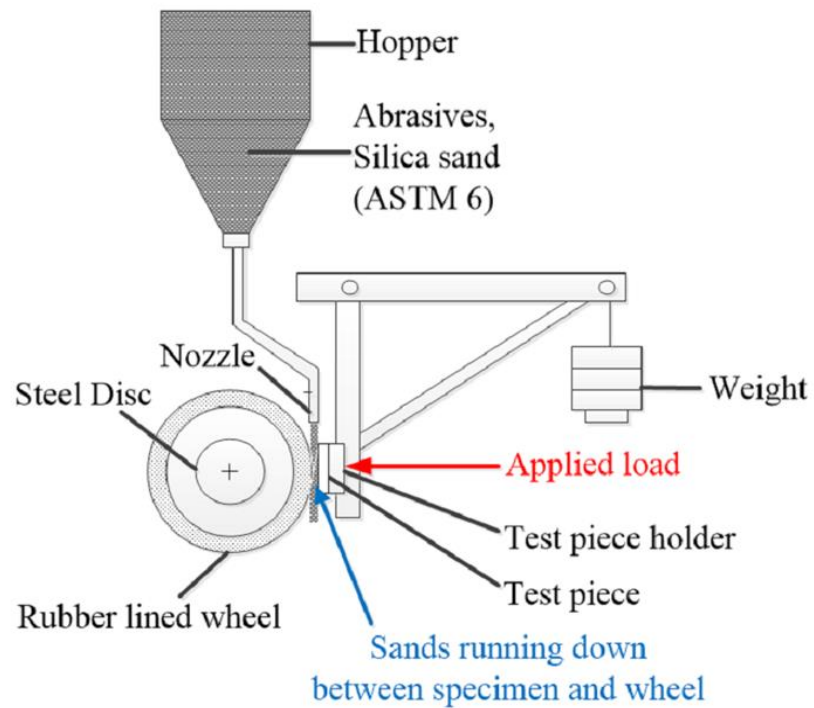 Hopper
Abrasives,
Silica sand
(ASTM 6)
Nozzle
Steel Disc
Weight
Applied load
Test piece holder
Test piece
Rubber lined wheel
Sands running down
between specimen and wheel